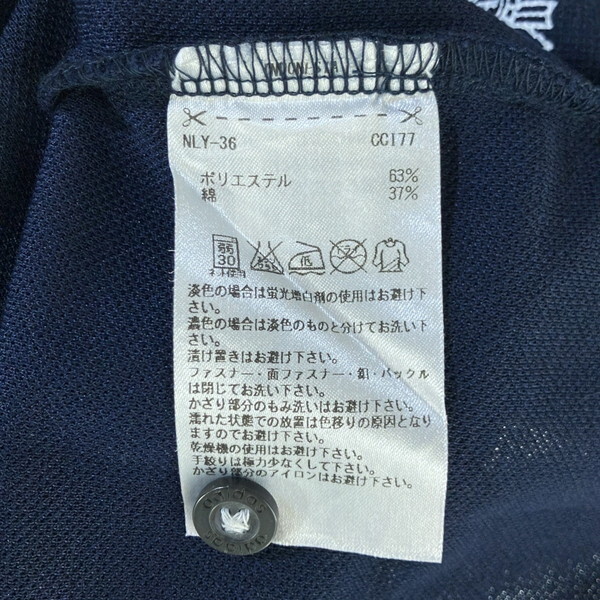 NLY-36 CCI77
ポリエステル 63%
綿 37%
弱
30
ネット使用
低
淡色の場合は蛍光増白剤の使用はお避け下
さい。
濃色の場合は淡色のものと分けてお洗い下
さい。
漬け置きはお避け下さい。
ファスナー・面ファスナー・釦・バックル
は閉じてお洗い下さい。
かざり部分のもみ洗いはお避け下さい。
濡れた状態での放置は色移りの原因となり
ますのでお避け下さい。
乾燥機の使用はお避け下さい。
手絞りは極力少なくして下さい。
かざり部分のアイロンはお避け下さい。